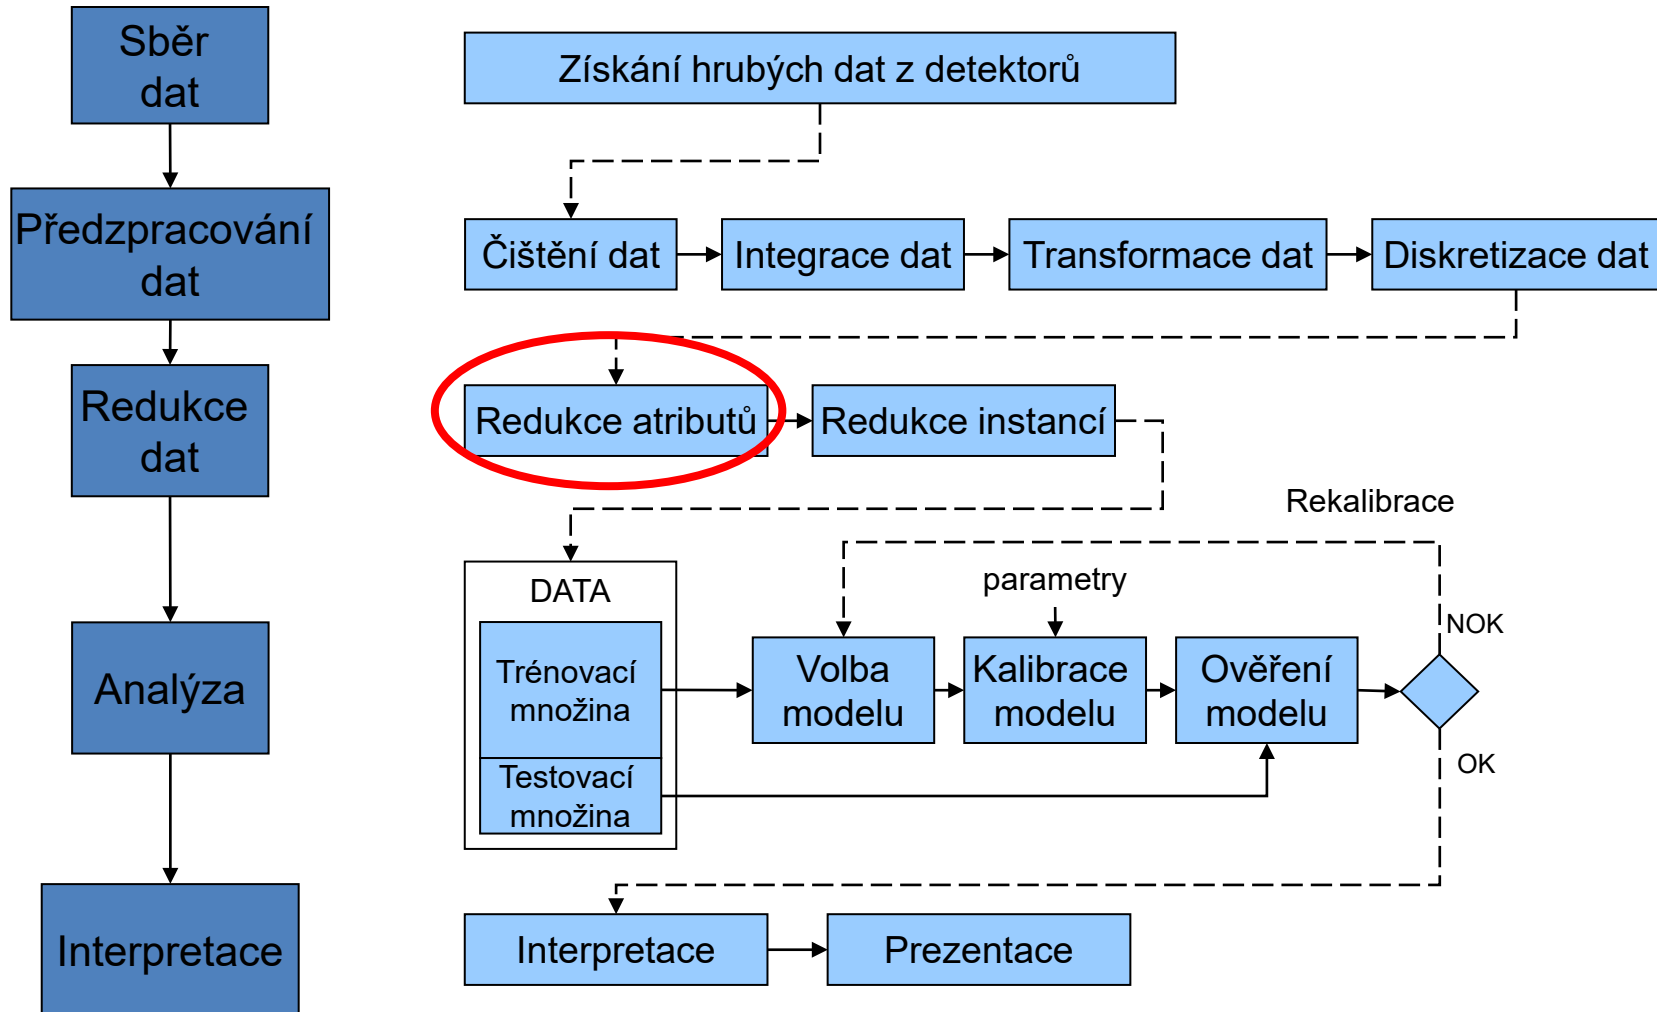 Sběr
dat
Získání hrubých dat z detektorů
Předzpracování
dat
Čištění dat
Integrace dat
Transformace dat
Diskretizace dat
Redukce
dat
Redukce atributů
Redukce instancí
Rekalibrace
DATA
parametry
NOK
Analýza
Trénovací
množina
Volba
modelu
Kalibrace
modelu
Ověření
modelu
OK
Testovací
množina
Interpretace
Interpretace
Prezentace